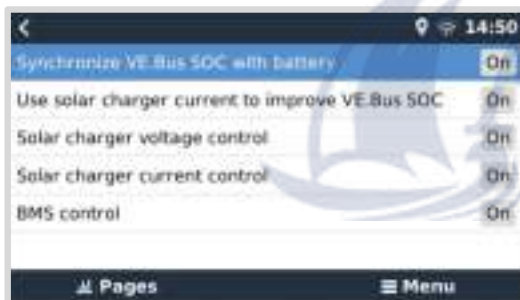 14:50
Synchronize VE.Bus SOC with battery On
Use solar charger current to improve VE.Bus SOC On
Solar charger voltage control On
Solar charger current control On
BMS control On
Pages Menu